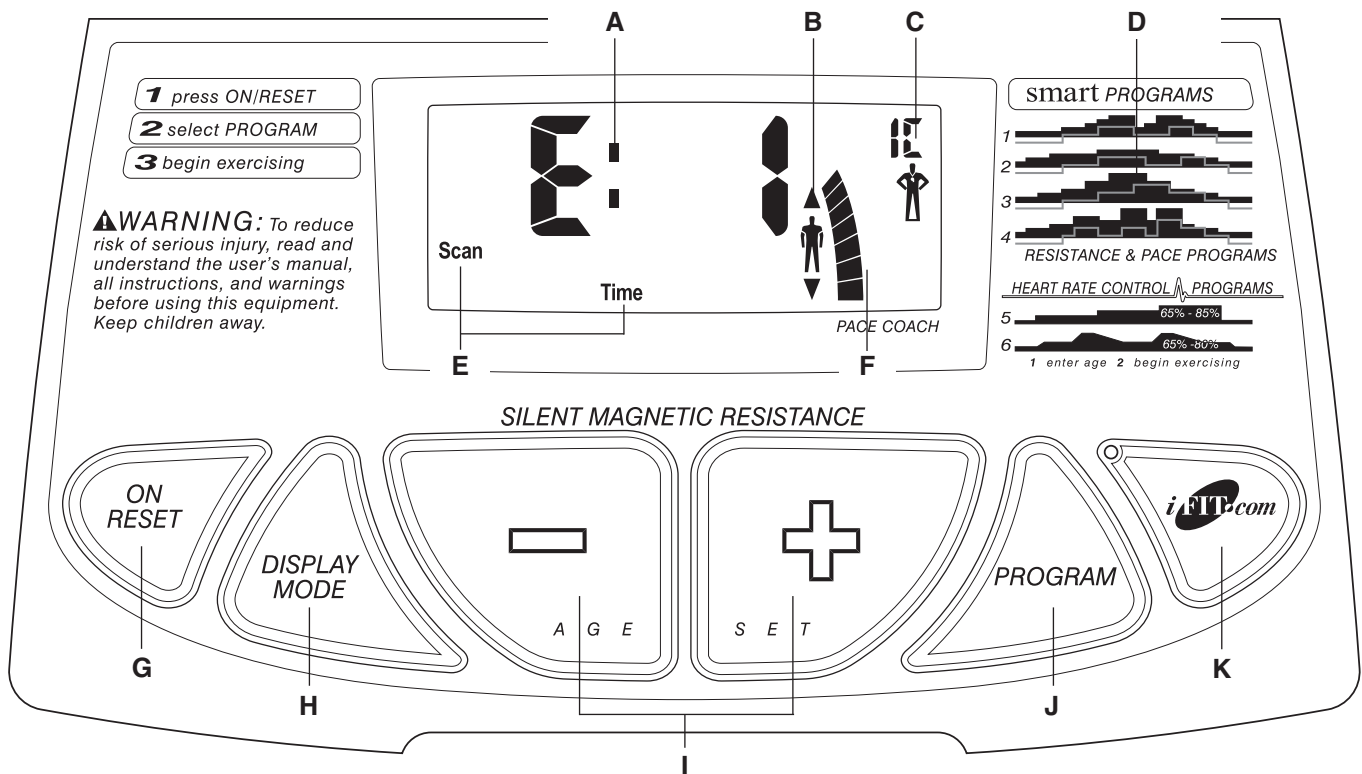 A B C D
1 press ON/RESET
2 select PROGRAM
3 begin exercising
WARNING: To reduce
risk of serious injury, read and
understand the user's manual,
all instructions, and warnings
before using this equipment.
Keep children away.
E: 1
Scan
Time
PACE COACH
E F
smart PROGRAMS
1
2
3
4
RESISTANCE & PACE PROGRAMS
HEART RATE CONTROL PROGRAMS
5 65% - 85%
6 65% -80%
1 enter age 2 begin exercising
SILENT MAGNETIC RESISTANCE
ON
RESET
DISPLAY
MODE
AGE SET
PROGRAM
iFIT.com
G
H
I
J
K